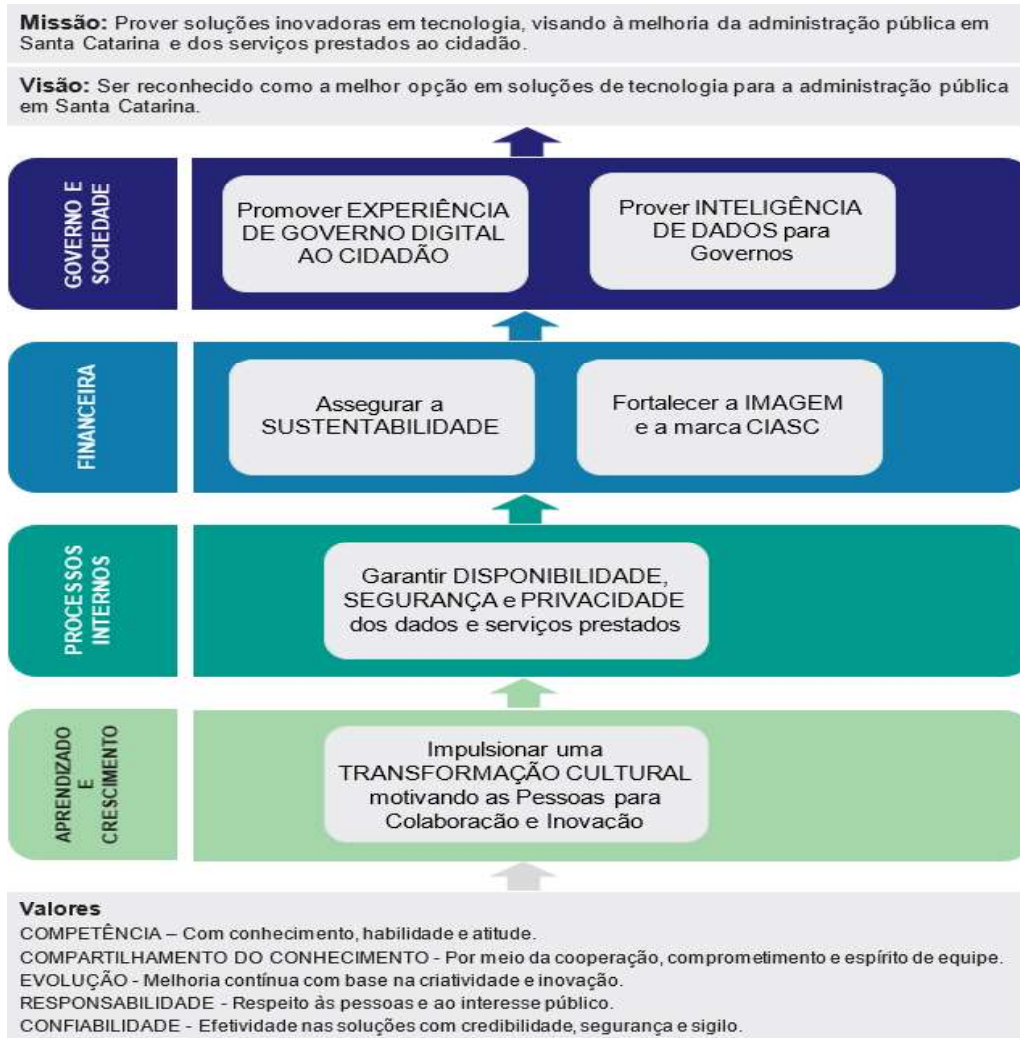 Missão: Prover soluções inovadoras em tecnologia, visando à melhoria da administração pública em
Santa Catarina e dos serviços prestados ao cidadão.
Visão: Ser reconhecido como a melhor opção em soluções de tecnologia para a administração pública
em Santa Catarina.
GOVERNO E
SOCIEDADE
Promover EXPERIÊNCIA
DE GOVERNO DIGITAL
AO CIDADÃO
Prover INTELIGÊNCIA
DE DADOS para
Governos
FINANCEIRA
Assegurar a
SUSTENTABILIDADE
Fortalecer a IMAGEM
e a marca CIASC
PROCESSOS
INTERNOS
Garantir DISPONIBILIDADE,
SEGURANÇA e PRIVACIDADE
dos dados e serviços prestados
APRENDIZADO
E
CRESCIMENTO
Impulsionar uma
TRANSFORMAÇÃO CULTURAL
motivando as Pessoas para
Colaboração e Inovação
Valores
COMPETÊNCIA – Com conhecimento, habilidade e atitude.
COMPARTILHAMENTO DO CONHECIMENTO - Por meio da cooperação, comprometimento e espírito de equipe.
EVOLUÇÃO - Melhoria contínua com base na criatividade e inovação.
RESPONSABILIDADE - Respeito às pessoas e ao interesse público.
CONFIABILIDADE - Efetividade nas soluções com credibilidade, segurança e sigilo.